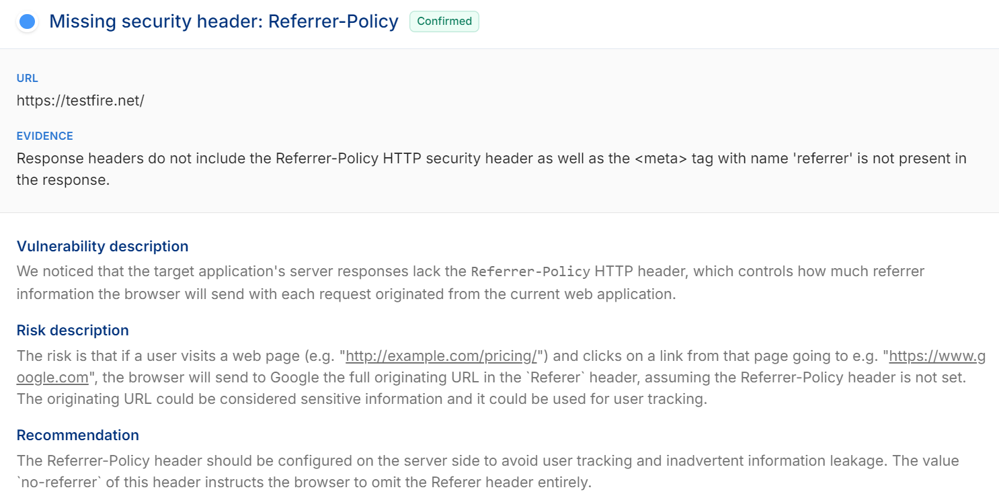 Missing security header: Referrer-Policy Confirmed
URL
https://testfire.net/
EVIDENCE
Response headers do not include the Referrer-Policy HTTP security header as well as the <meta> tag with name 'referrer' is not present in
the response.
Vulnerability description
We noticed that the target application's server responses lack the Referrer-Policy HTTP header, which controls how much referrer
information the browser will send with each request originated from the current web application.
Risk description
The risk is that if a user visits a web page (e.g. "http://example.com/pricing/") and clicks on a link from that page going to e.g. "https://www.g
oogle.com", the browser will send to Google the full originating URL in the `Referer` header, assuming the Referrer-Policy header is not set.
The originating URL could be considered sensitive information and it could be used for user tracking.
Recommendation
The Referrer-Policy header should be configured on the server side to avoid user tracking and inadvertent information leakage. The value
`no-referrer` of this header instructs the browser to omit the Referer header entirely.